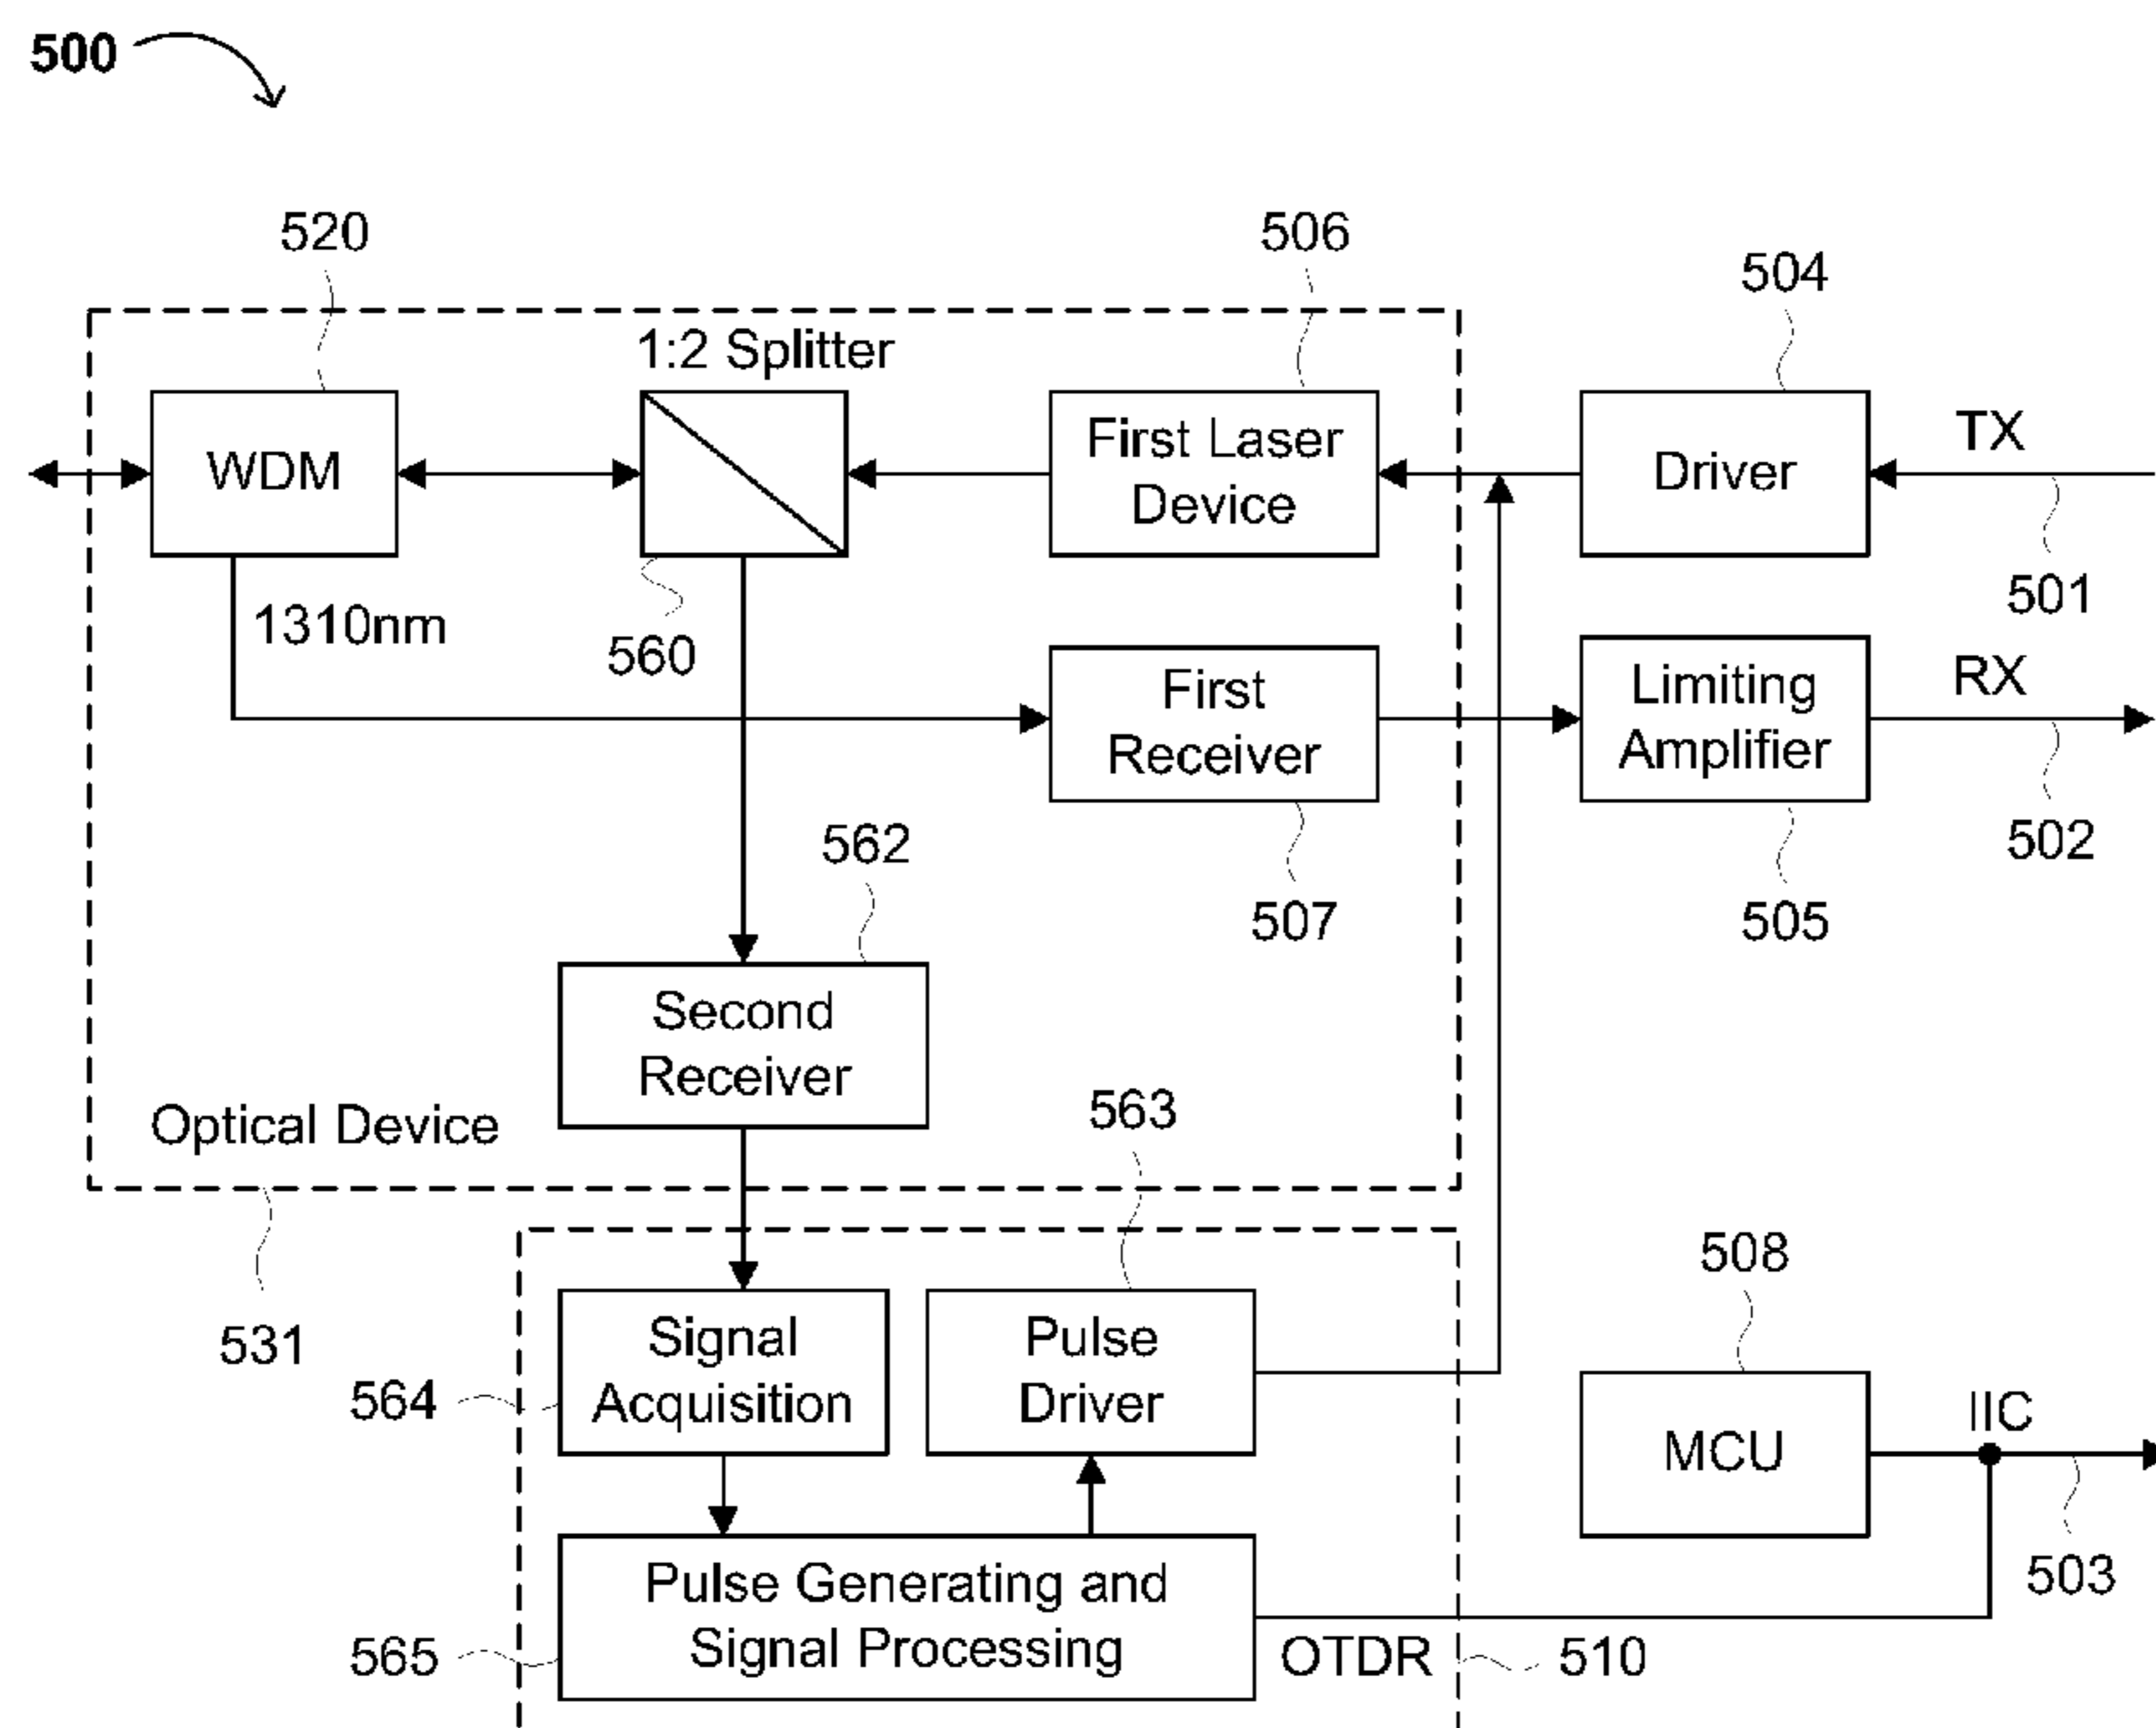 500
520
506
504
1:2 Splitter
WDM
First Laser
Device
Driver
TX
501
1310nm
560
First
Receiver
Limiting
Amplifier
RX
502
562
507
505
Second
Receiver
Optical Device
563
531
508
Signal
Acquisition
564
Pulse
Driver
MCU
IIC
503
Pulse Generating and
Signal Processing
565
OTDR
510